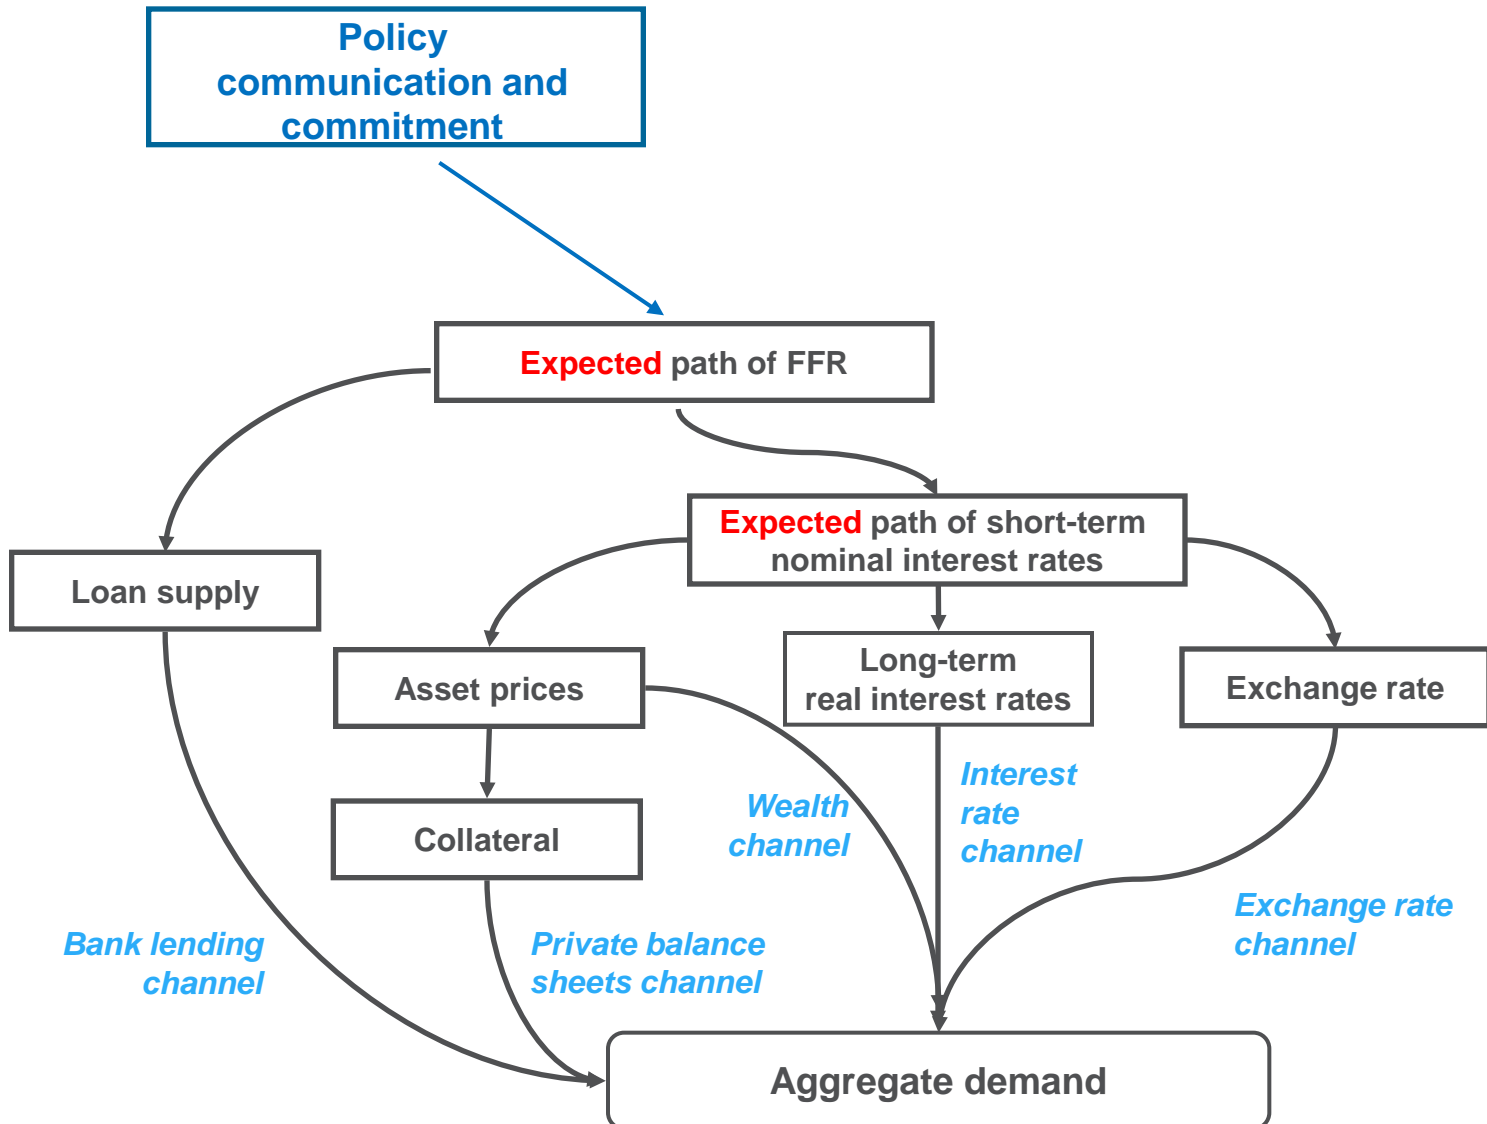 Policy
communication and
commitment
Expected path of FFR
Expected path of short-term
nominal interest rates
Loan supply
Asset prices
Long-term
real interest rates
Exchange rate
Collateral
Wealth
channel
Interest
rate
channel
Bank lending
channel
Private balance
sheets channel
Exchange rate
channel
Aggregate demand